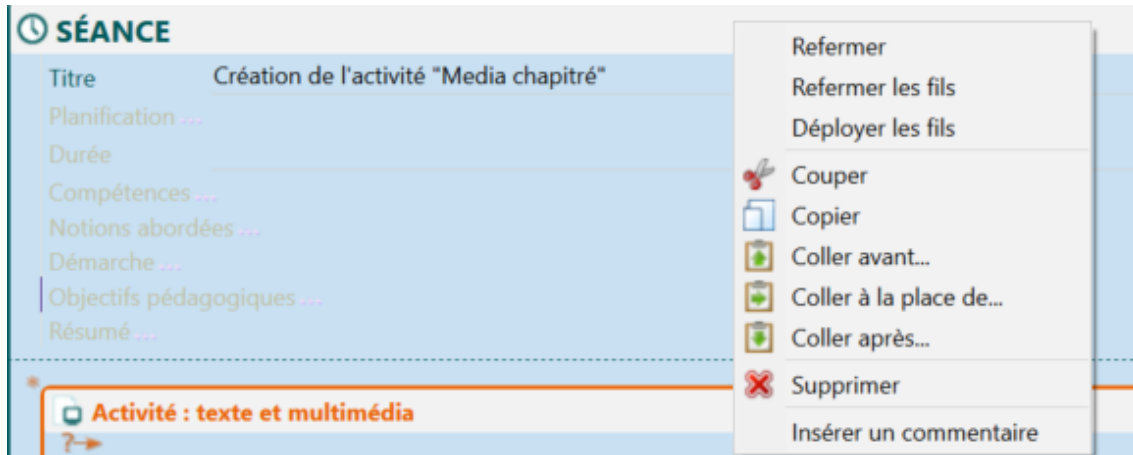 SÉANCE
Titre Création de l'activité "Media chapitré"
Planification ...
Durée
Compétences ...
Notions abordées ...
Démarche ...
Objectifs pédagogiques ...
Résumé ...
Activité : texte et multimédia
?
Refermer
Refermer les fils
Déployer les fils
Couper
Copier
Coller avant...
Coller à la place de...
Coller après...
Supprimer
Insérer un commentaire